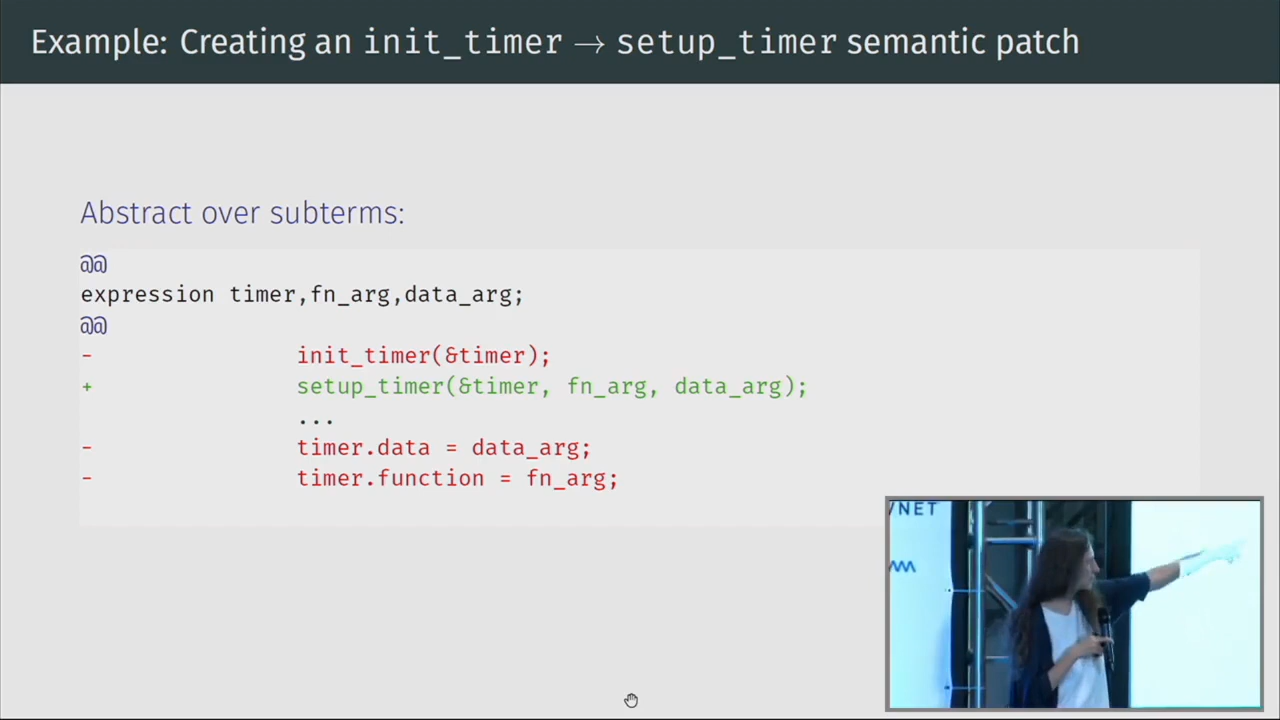 Example: Creating an init_timer → setup_timer semantic patch
Abstract over subterms:
@@
expression timer,fn_arg,data_arg;
@@
- init_timer(&timer);
+ setup_timer(&timer, fn_arg, data_arg);
...
- timer.data = data_arg;
- timer.function = fn_arg;
/NET